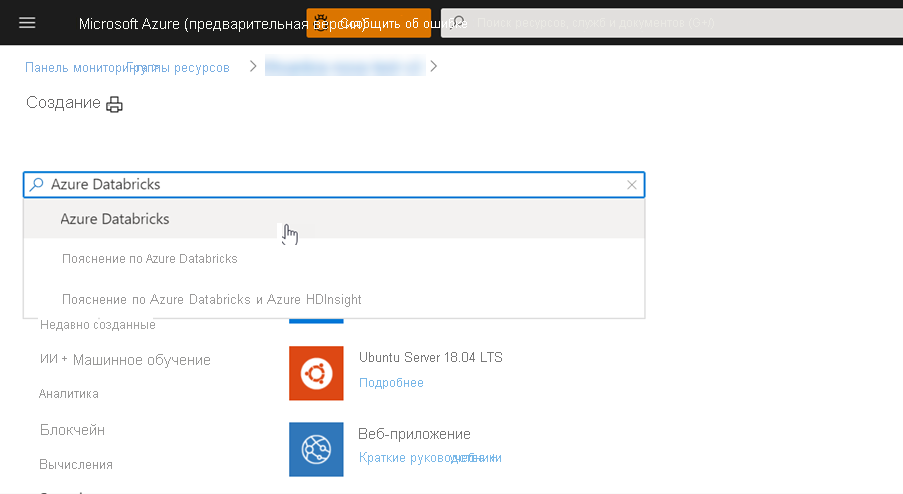 Microsoft Azure (предварительная версия) Сообщить об ошибке Поиск ресурсов, служб и документов (G+/)
Панель мониторинга > Группы ресурсов
Создание
Azure Databricks
Azure Databricks
Пояснение по Azure Databricks
Пояснение по Azure Databricks и Azure HDInsight
Недавно созданные
ИИ + Машинное обучение
Ubuntu Server 18.04 LTS
Подробнее
Аналитика
Блокчейн
Веб-приложение
Краткие руководства + учебники
Вычисления